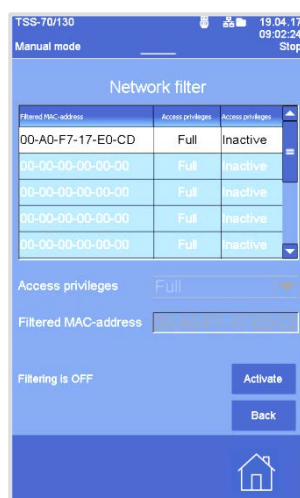 TSS-70/130 19.04.17
09:02:24
Manual mode Stop
Network filter
Filtered MAC-address Access privileges Access privileges
00-A0-F7-17-E0-CD Full Inactive
00-00-00-00-00-00 Full Inactive
00-00-00-00-00-00 Full Inactive
00-00-00-00-00-00 Full Inactive
00-00-00-00-00-00 Full Inactive
Access privileges Full
Filtered MAC-address
Filtering is OFF Activate
Back